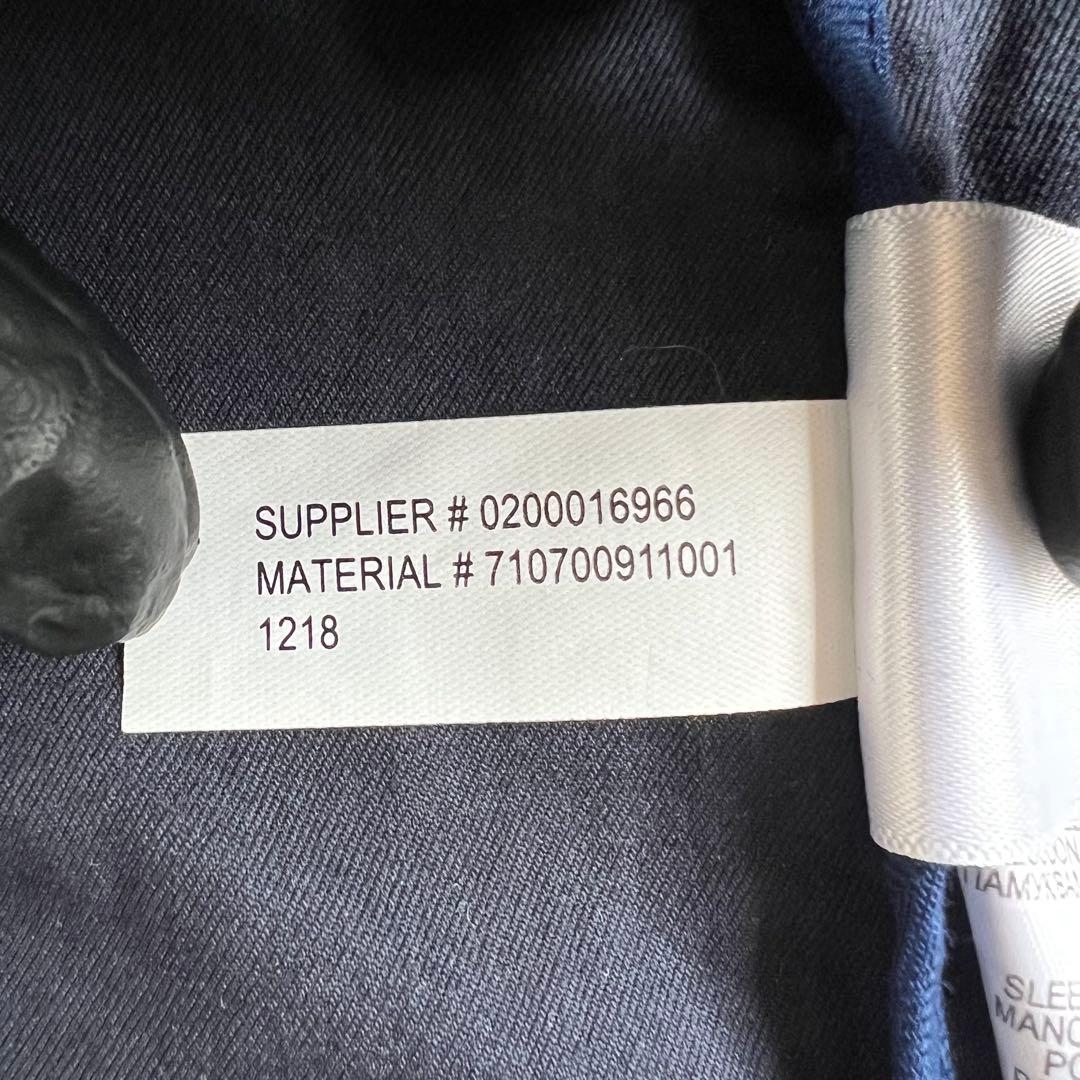 SUPPLIER # 0200016966
MATERIAL # 710700911001
1218